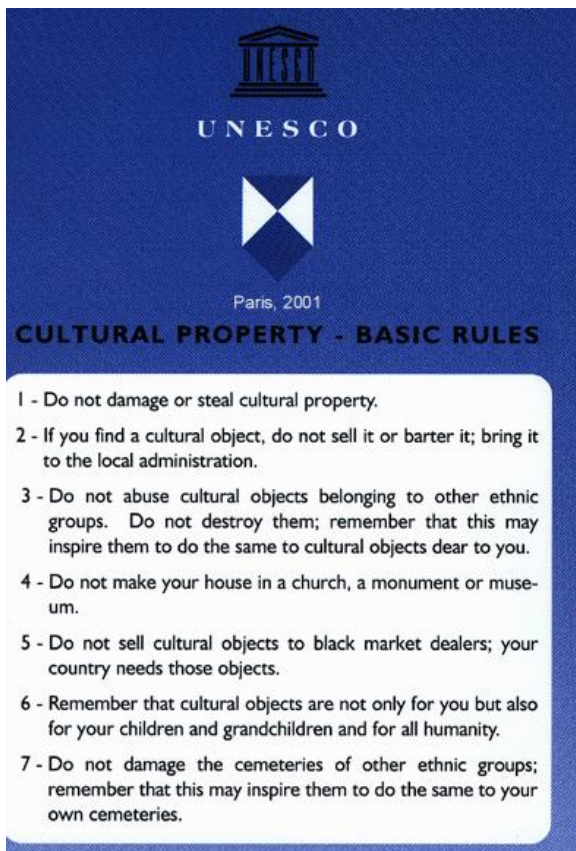 UNESCO
UNESCO
Paris, 2001
CULTURAL PROPERTY - BASIC RULES
1 - Do not damage or steal cultural property.
2 - If you find a cultural object, do not sell it or barter it; bring it
to the local administration.
3 - Do not abuse cultural objects belonging to other ethnic
groups. Do not destroy them; remember that this may
inspire them to do the same to cultural objects dear to you.
4 - Do not make your house in a church, a monument or muse-
um.
5 - Do not sell cultural objects to black market dealers; your
country needs those objects.
6 - Remember that cultural objects are not only for you but also
for your children and grandchildren and for all humanity.
7 - Do not damage the cemeteries of other ethnic groups;
remember that this may inspire them to do the same to your
own cemeteries.